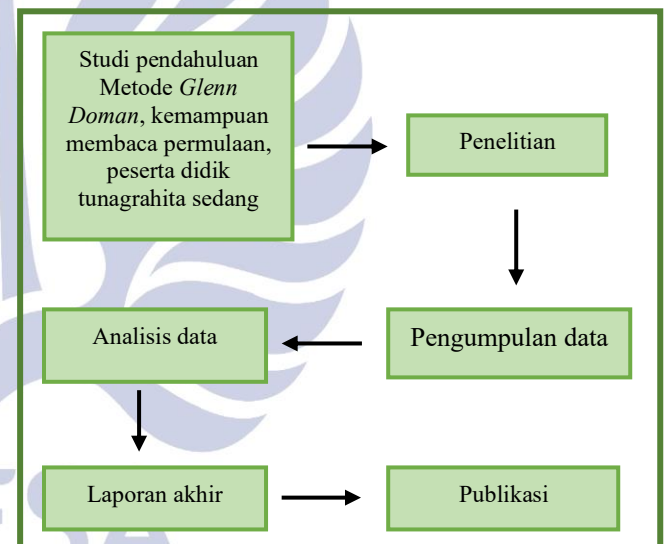 Studi pendahuluan
Metode Glenn
Doman, kemampuan
membaca permulaan,
peserta didik
tunagrahita sedang
Penelitian
Pengumpulan data
Analisis data
Laporan akhir
Publikasi